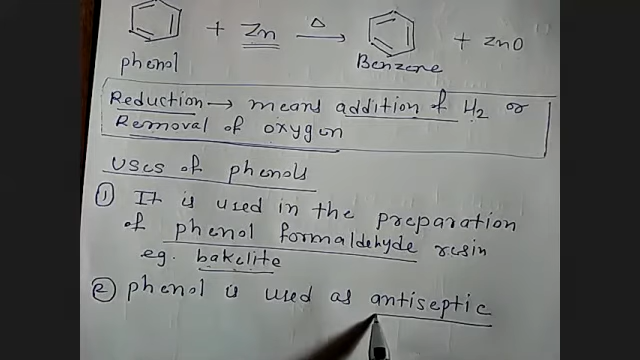 + Zn △ → + ZnO
phenol Benzene
Reduction → means addition of H2 or
Removal of oxygen
uses of phenols
① It is used in the preparation
of phenol formaldehyde resin
eg. bakelite
② phenol is used as antiseptic